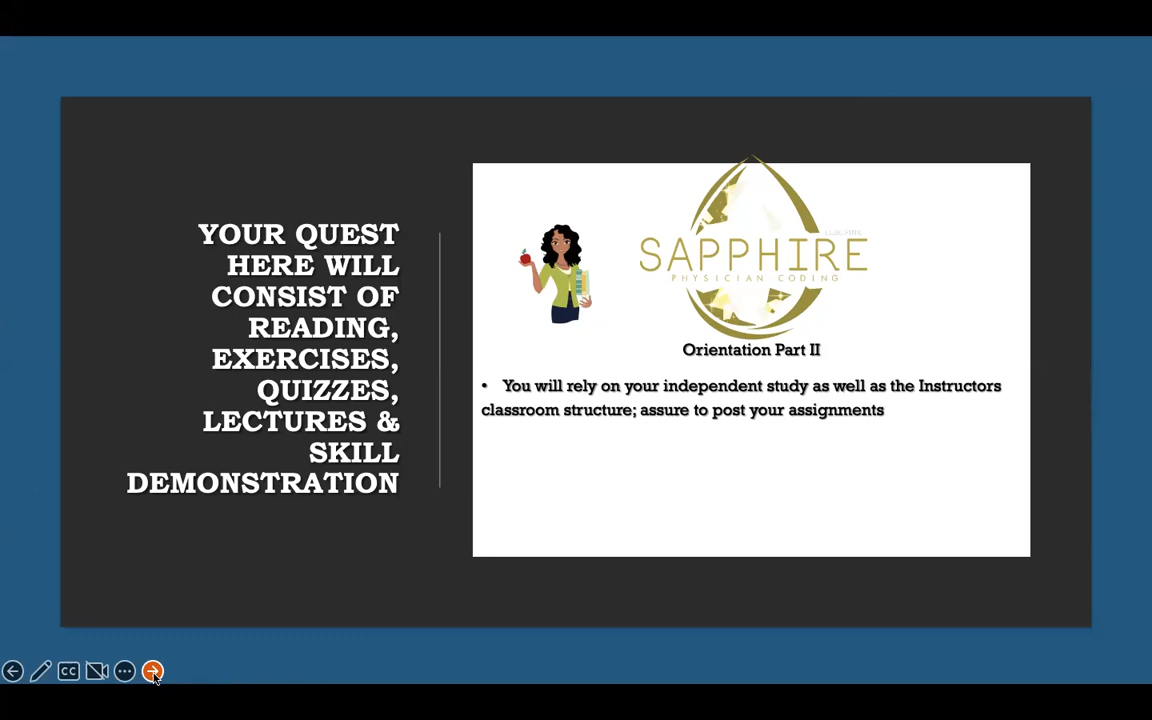 YOUR QUEST
HERE WILL
CONSIST OF
READING,
EXERCISES,
QUIZZES,
LECTURES &
SKILL
DEMONSTRATION
SAPPHIRE
PHYSICIAN CODING
Orientation Part II
• You will rely on your independent study as well as the Instructors
classroom structure; assure to post your assignments
CC